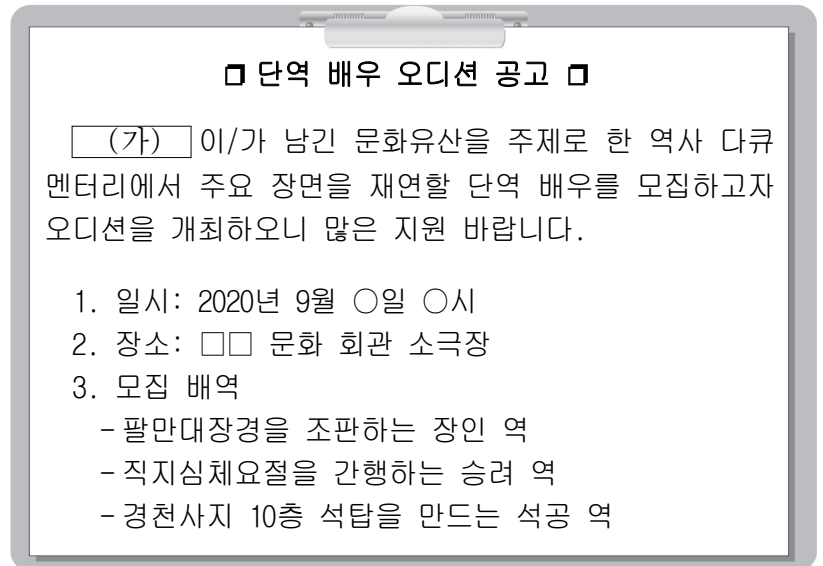 ❐ 단역 배우 오디션 공고 ❐
(가) 이/가 남긴 문화유산을 주제로 한 역사 다큐
멘터리에서 주요 장면을 재연할 단역 배우를 모집하고자
오디션을 개최하오니 많은 지원 바랍니다.
1. 일시: 2020년 9월 ○일 ○시
2. 장소: □□ 문화 회관 소극장
3. 모집 배역
-팔만대장경을 조판하는 장인 역
-직지심체요절을 간행하는 승려 역
-경천사지 10층 석탑을 만드는 석공 역